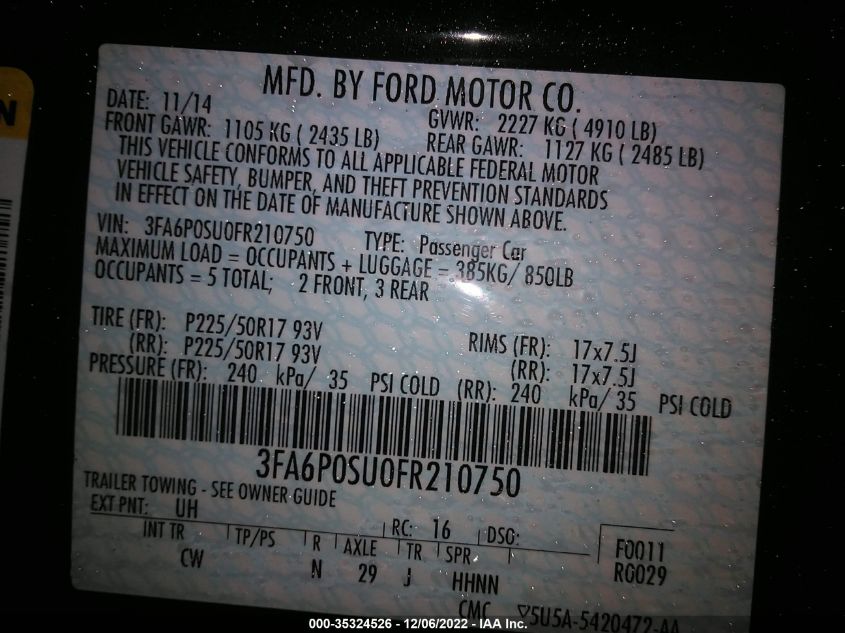 MFD. BY FORD MOTOR CO.
DATE: 11/14 GVWR: 2227 KG ( 4910 LB)
FRONT GAWR: 1105 KG ( 2435 LB) REAR GAWR: 1127 KG ( 2485 LB)
THIS VEHICLE CONFORMS TO ALL APPLICABLE FEDERAL MOTOR
VEHICLE SAFETY, BUMPER, AND THEFT PREVENTION STANDARDS
IN EFFECT ON THE DATE OF MANUFACTURE SHOWN ABOVE.
VIN: 3FA6P0SU0FR210750 TYPE: Passenger Car
MAXIMUM LOAD = OCCUPANTS + LUGGAGE = 385KG/ 850LB
OCCUPANTS = 5 TOTAL; 2 FRONT, 3 REAR
TIRE (FR): P225/50R17 93V RIMS (FR): 17x7.5J
(RR): P225/50R17 93V (RR): 17x7.5J
PRESSURE (FR): 240 kPa/ 35 PSI COLD (RR): 240 kPa/ 35 PSI COLD
3FA6P0SU0FR210750
TRAILER TOWING - SEE OWNER GUIDE
EXT PNT: UH RC: 16 DSO: F0011
INT TR TP/PS R AXLE TR SPR R0029
CW N 29 J HHNN
CMC 5U5A-5420472-AA
N
000-35324526 - 12/06/2022 - IAA Inc.